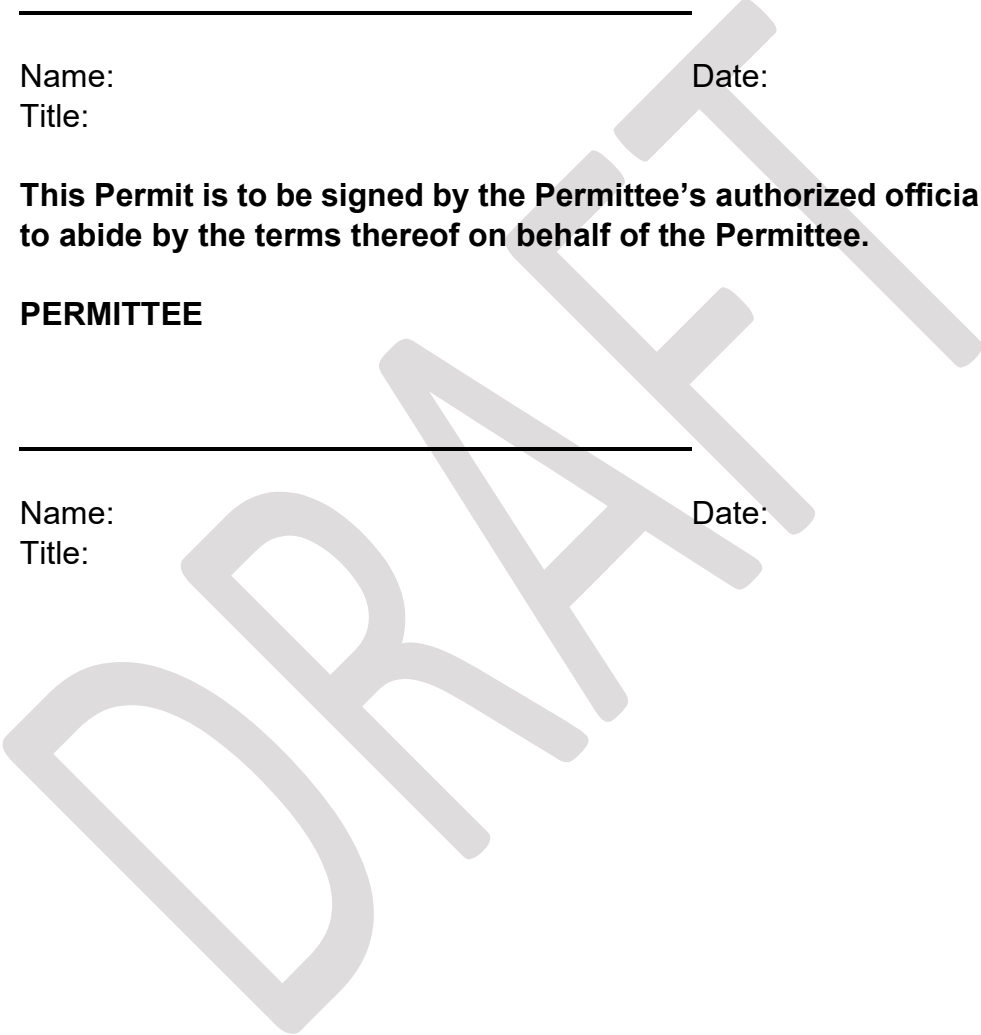 Name: Date:
Title:
This Permit is to be signed by the Permittee’s authorized officia
to abide by the terms thereof on behalf of the Permittee.
PERMITTEE
Name: Date:
Title:
DRAFT